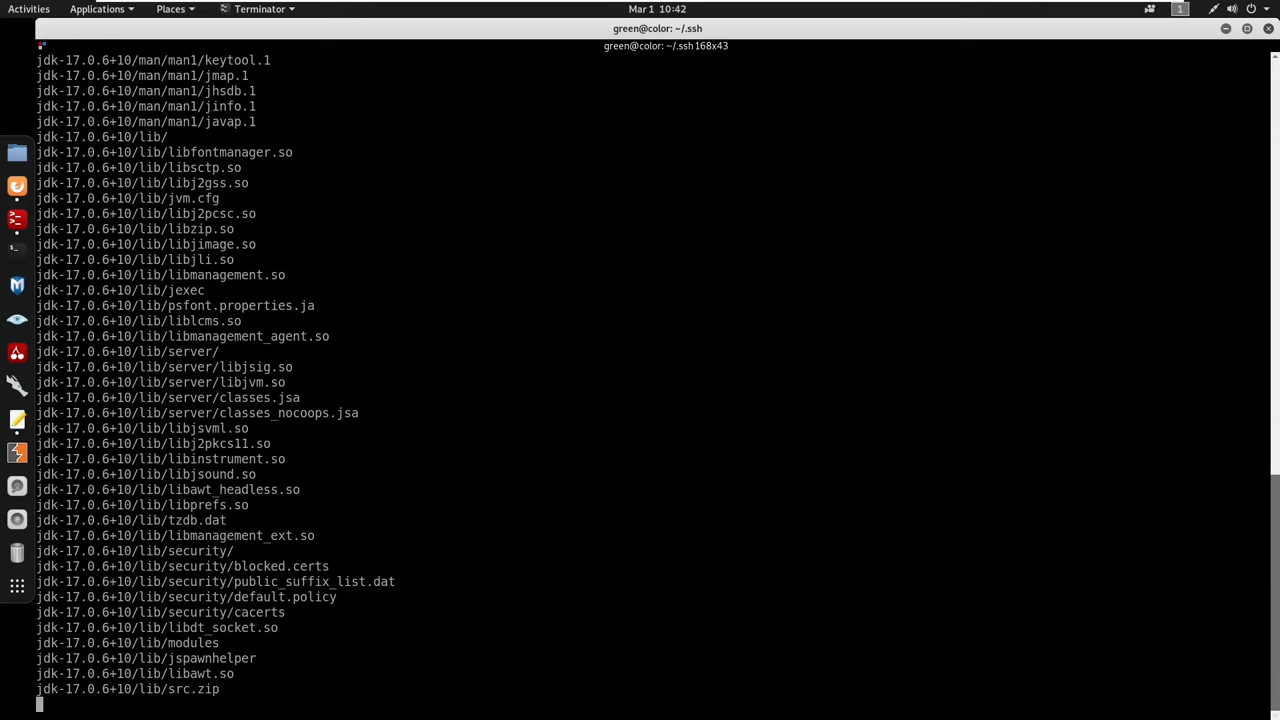 Activities
Applications
Places
Terminator
Mar 1 10:42
1
green@color: ~/.ssh
green@color: ~/.ssh 168x43
jdk-17.0.6+10/man/man1/keytool.1
jdk-17.0.6+10/man/man1/jmap.1
jdk-17.0.6+10/man/man1/jhsdb.1
jdk-17.0.6+10/man/man1/jinfo.1
jdk-17.0.6+10/man/man1/javap.1
jdk-17.0.6+10/lib/
jdk-17.0.6+10/lib/libfontmanager.so
jdk-17.0.6+10/lib/libsctp.so
jdk-17.0.6+10/lib/libj2gss.so
jdk-17.0.6+10/lib/jvm.cfg
jdk-17.0.6+10/lib/libj2pcsc.so
jdk-17.0.6+10/lib/libzip.so
jdk-17.0.6+10/lib/libjimage.so
jdk-17.0.6+10/lib/libjli.so
jdk-17.0.6+10/lib/libmanagement.so
jdk-17.0.6+10/lib/jexec
jdk-17.0.6+10/lib/psfont.properties.ja
jdk-17.0.6+10/lib/liblcms.so
jdk-17.0.6+10/lib/libmanagement_agent.so
jdk-17.0.6+10/lib/server/
jdk-17.0.6+10/lib/server/libjsig.so
jdk-17.0.6+10/lib/server/libjvm.so
jdk-17.0.6+10/lib/server/classes.jsa
jdk-17.0.6+10/lib/server/classes_nocoops.jsa
jdk-17.0.6+10/lib/libjsvml.so
jdk-17.0.6+10/lib/libj2pkcs11.so
jdk-17.0.6+10/lib/libinstrument.so
jdk-17.0.6+10/lib/libjsound.so
jdk-17.0.6+10/lib/libawt_headless.so
jdk-17.0.6+10/lib/libprefs.so
jdk-17.0.6+10/lib/tzdb.dat
jdk-17.0.6+10/lib/libmanagement_ext.so
jdk-17.0.6+10/lib/security/
jdk-17.0.6+10/lib/security/blocked.certs
jdk-17.0.6+10/lib/security/public_suffix_list.dat
jdk-17.0.6+10/lib/security/default.policy
jdk-17.0.6+10/lib/security/cacerts
jdk-17.0.6+10/lib/libdt_socket.so
jdk-17.0.6+10/lib/modules
jdk-17.0.6+10/lib/jspawnhelper
jdk-17.0.6+10/lib/libawt.so
jdk-17.0.6+10/lib/src.zip